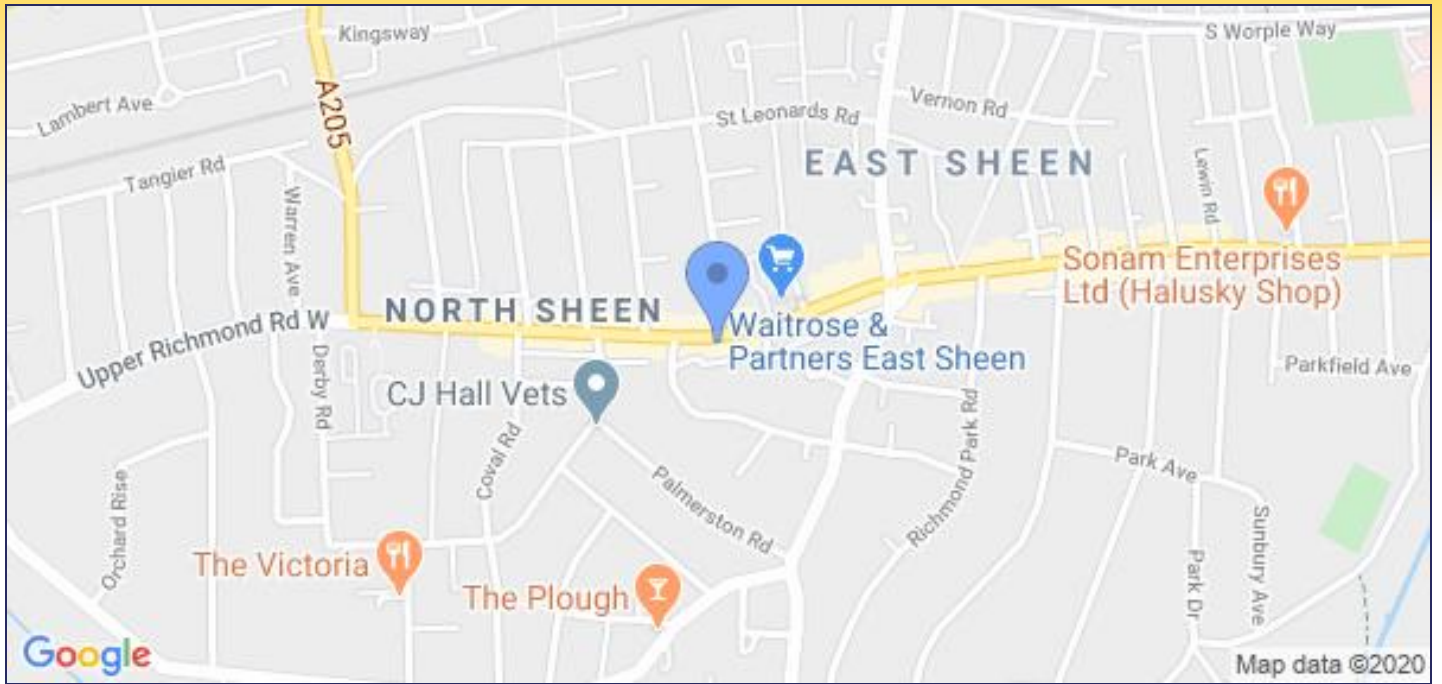 Kingsway
S Worple Way
Lambert Ave
A205
Vernon Rd
St Leonards Rd
EAST SHEEN
Tangier Rd
Lewin Rd
Warren Ave
Sonam Enterprises
Ltd (Halusky Shop)
NORTH SHEEN
Waitrose &
Partners East Sheen
Upper Richmond Rd W
Derby Rd
Parkfield Ave
CJ Hall Vets
Coval Rd
Richmond Park Rd
Park Ave
Palmerston Rd
Orchard Rise
Sunbury Ave
The Victoria
Park Dr
The Plough
Google
Map data ©2020